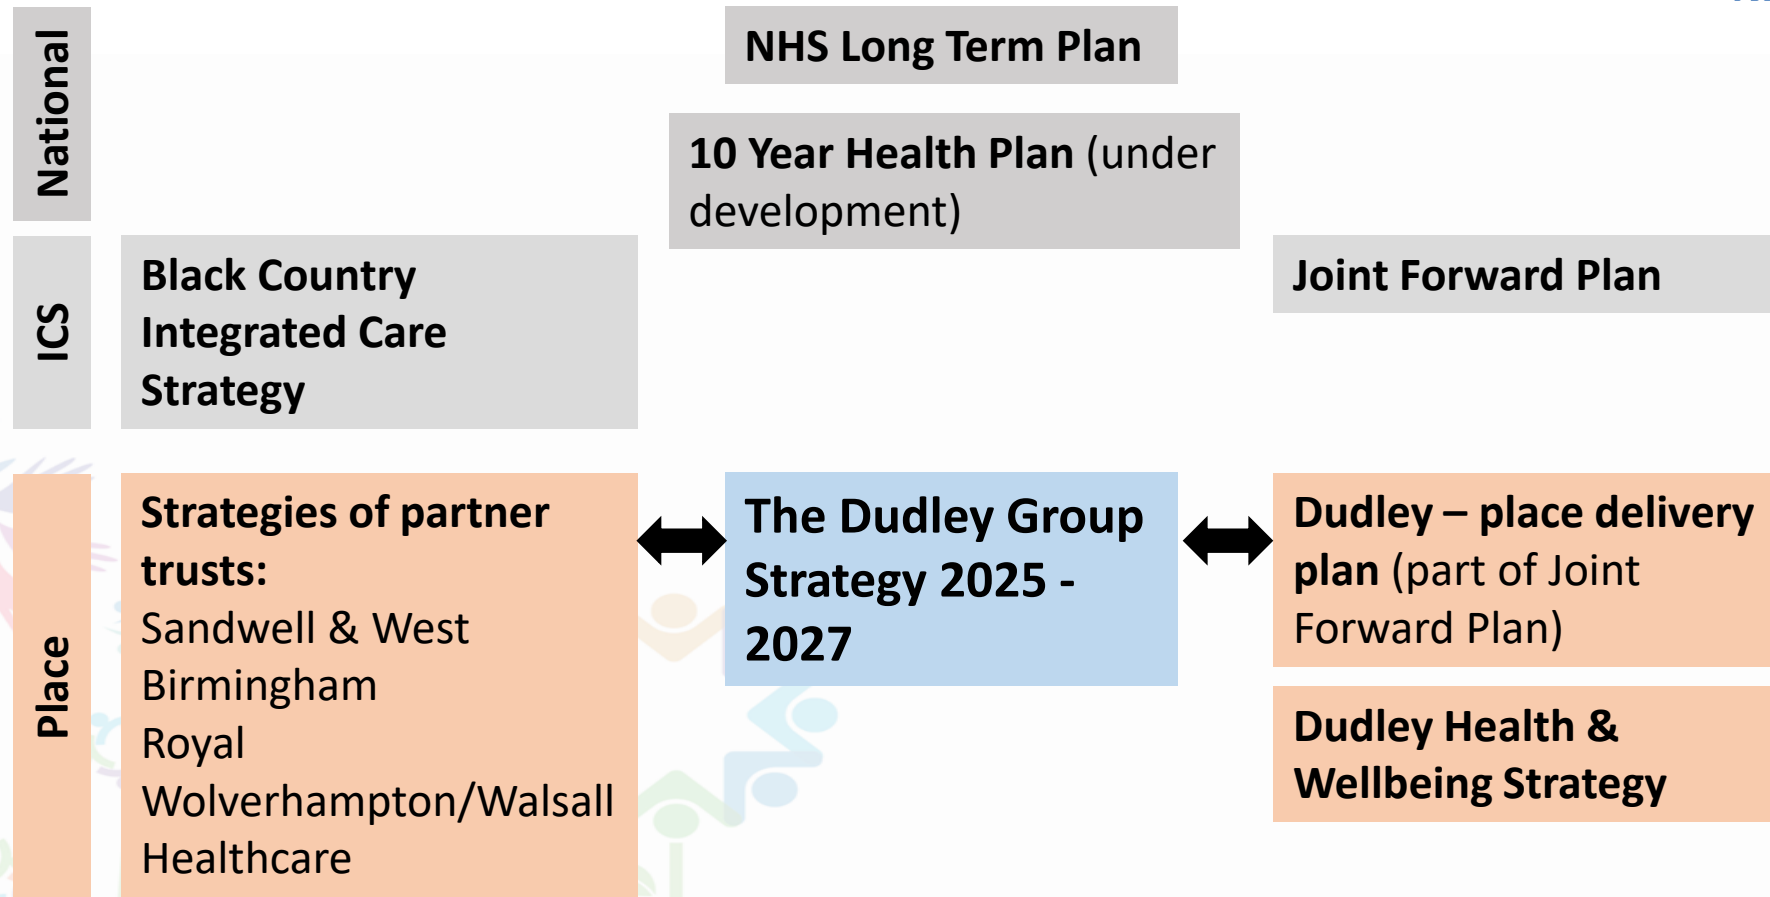 National
NHS Long Term Plan
10 Year Health Plan (under
development)
ICS
Black Country
Integrated Care
Strategy
Joint Forward Plan
Place
Strategies of partner
trusts:
Sandwell & West
Birmingham
Royal
Wolverhampton/Walsall
Healthcare
The Dudley Group
Strategy 2025 -
2027
Dudley – place delivery
plan (part of Joint
Forward Plan)
Dudley Health &
Wellbeing Strategy